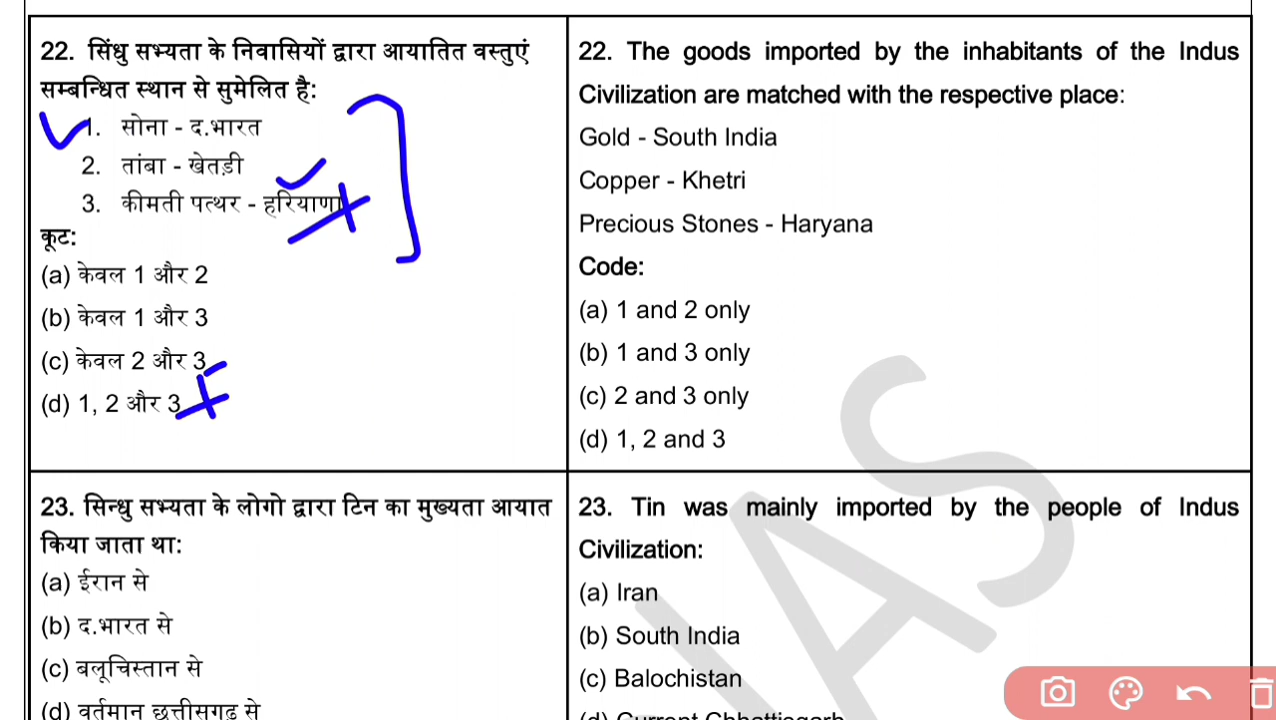 22. सिंधु सभ्यता के निवासियों द्वारा आयातित वस्तुएं
सम्बन्धित स्थान से सुमेलित है:
1. सोना - द.भारत
2. तांबा - खेतड़ी
3. कीमती पत्थर - हरियाणा
कूट:
(a) केवल 1 और 2
(b) केवल 1 और 3
(c) केवल 2 और 3
(d) 1, 2 और 3
22. The goods imported by the inhabitants of the Indus
Civilization are matched with the respective place:
Gold - South India
Copper - Khetri
Precious Stones - Haryana
Code:
(a) 1 and 2 only
(b) 1 and 3 only
(c) 2 and 3 only
(d) 1, 2 and 3
23. सिन्धु सभ्यता के लोगो द्वारा टिन का मुख्यता आयात
किया जाता था:
(a) ईरान से
(b) द.भारत से
(c) बलूचिस्तान से
(d) वर्तमान छत्तीसगढ़ से
23. Tin was mainly imported by the people of Indus
Civilization:
(a) Iran
(b) South India
(c) Balochistan
(d) Current Chhattisgarh
IAS